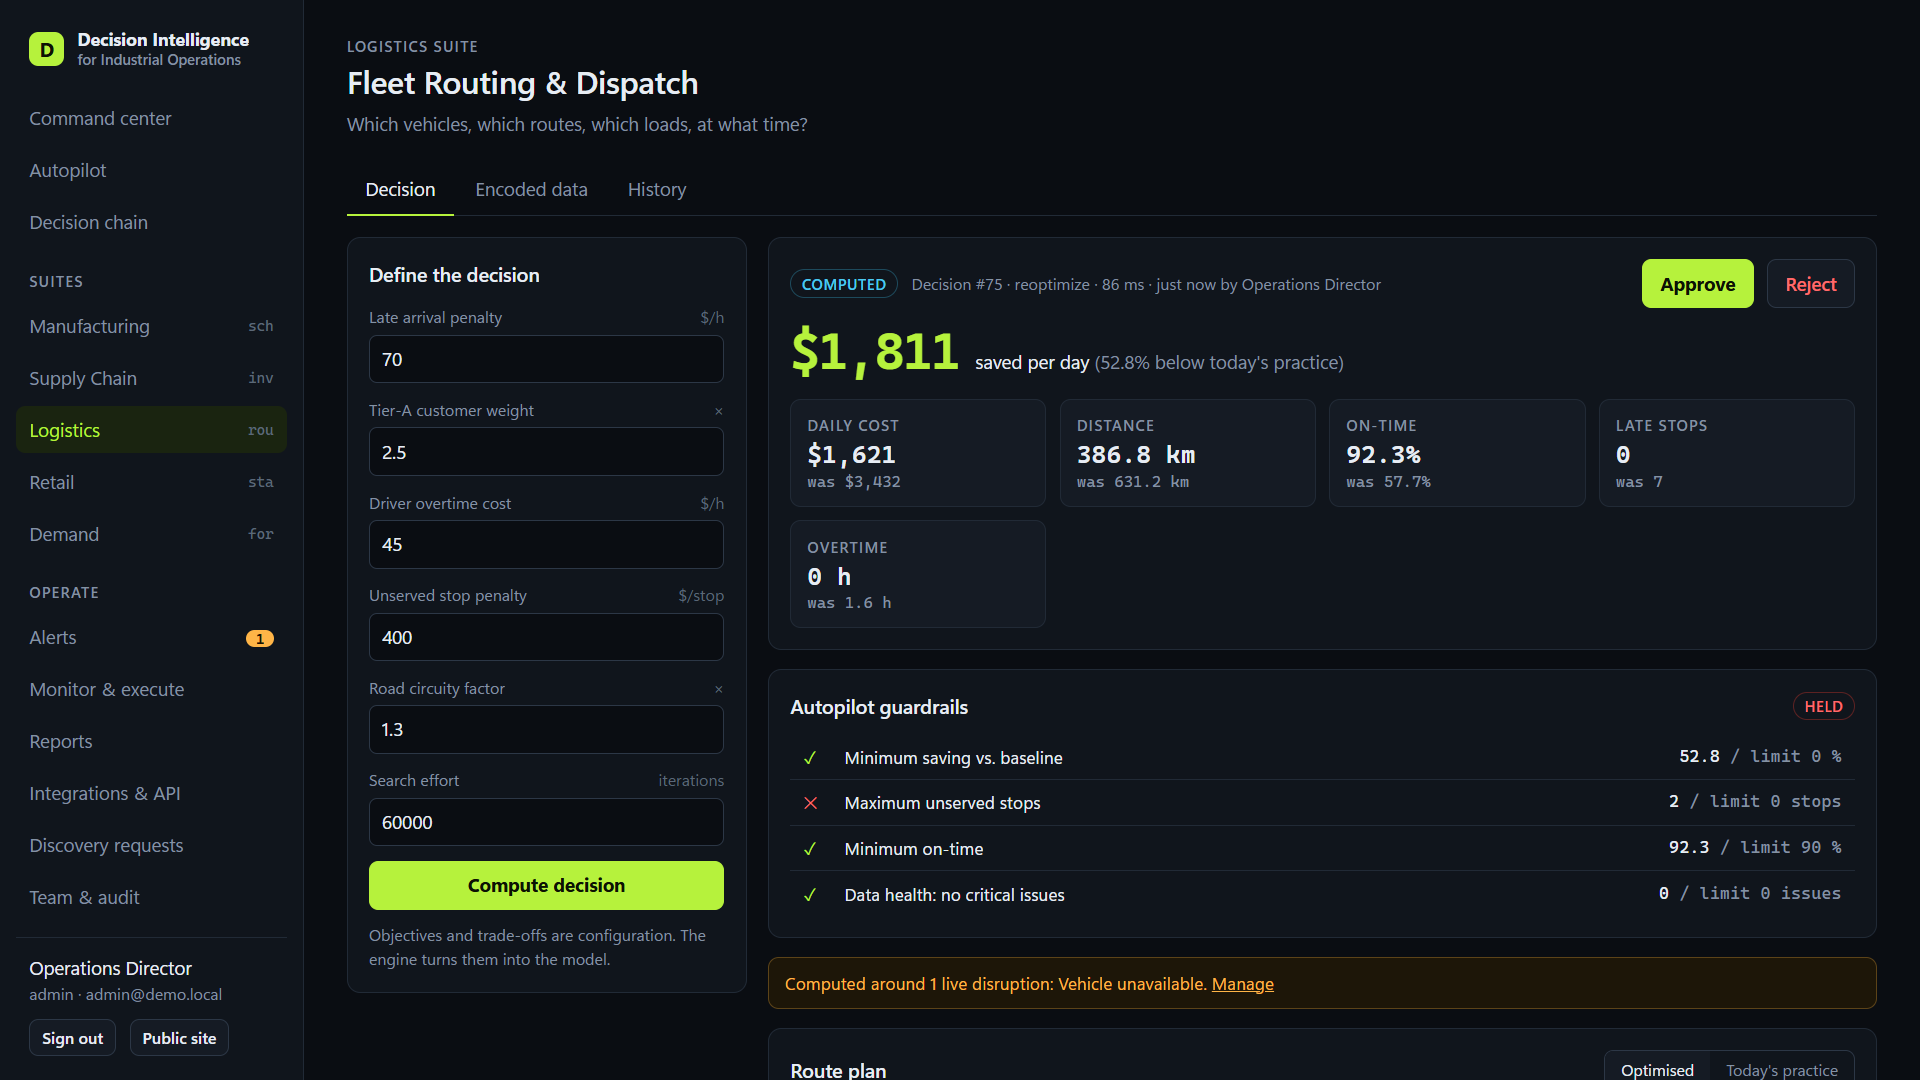 D
Decision Intelligence
for Industrial Operations
Command center
Autopilot
Decision chain
SUITES
Manufacturing sch
Supply Chain inv
Logistics rou
Retail sta
Demand for
OPERATE
Alerts 1
Monitor & execute
Reports
Integrations & API
Discovery requests
Team & audit
Operations Director
admin · admin@demo.local
Sign out Public site
LOGISTICS SUITE
Fleet Routing & Dispatch
Which vehicles, which routes, which loads, at what time?
Decision Encoded data History
Define the decision
Late arrival penalty $/h
70
Tier-A customer weight ×
2.5
Driver overtime cost $/h
45
Unserved stop penalty $/stop
400
Road circuity factor ×
1.3
Search effort iterations
60000
Compute decision
Objectives and trade-offs are configuration. The
engine turns them into the model.
COMPUTED Decision #75 · reoptimize · 86 ms · just now by Operations Director Approve Reject
$1,811 saved per day (52.8% below today's practice)
DAILY COST
$1,621
was $3,432
DISTANCE
386.8 km
was 631.2 km
ON-TIME
92.3%
was 57.7%
LATE STOPS
0
was 7
OVERTIME
0 h
was 1.6 h
Autopilot guardrails HELD
✓ Minimum saving vs. baseline 52.8 / limit 0 %
✕ Maximum unserved stops 2 / limit 0 stops
✓ Minimum on-time 92.3 / limit 90 %
✓ Data health: no critical issues 0 / limit 0 issues
Computed around 1 live disruption: Vehicle unavailable. Manage
Route plan Optimised Today's practice